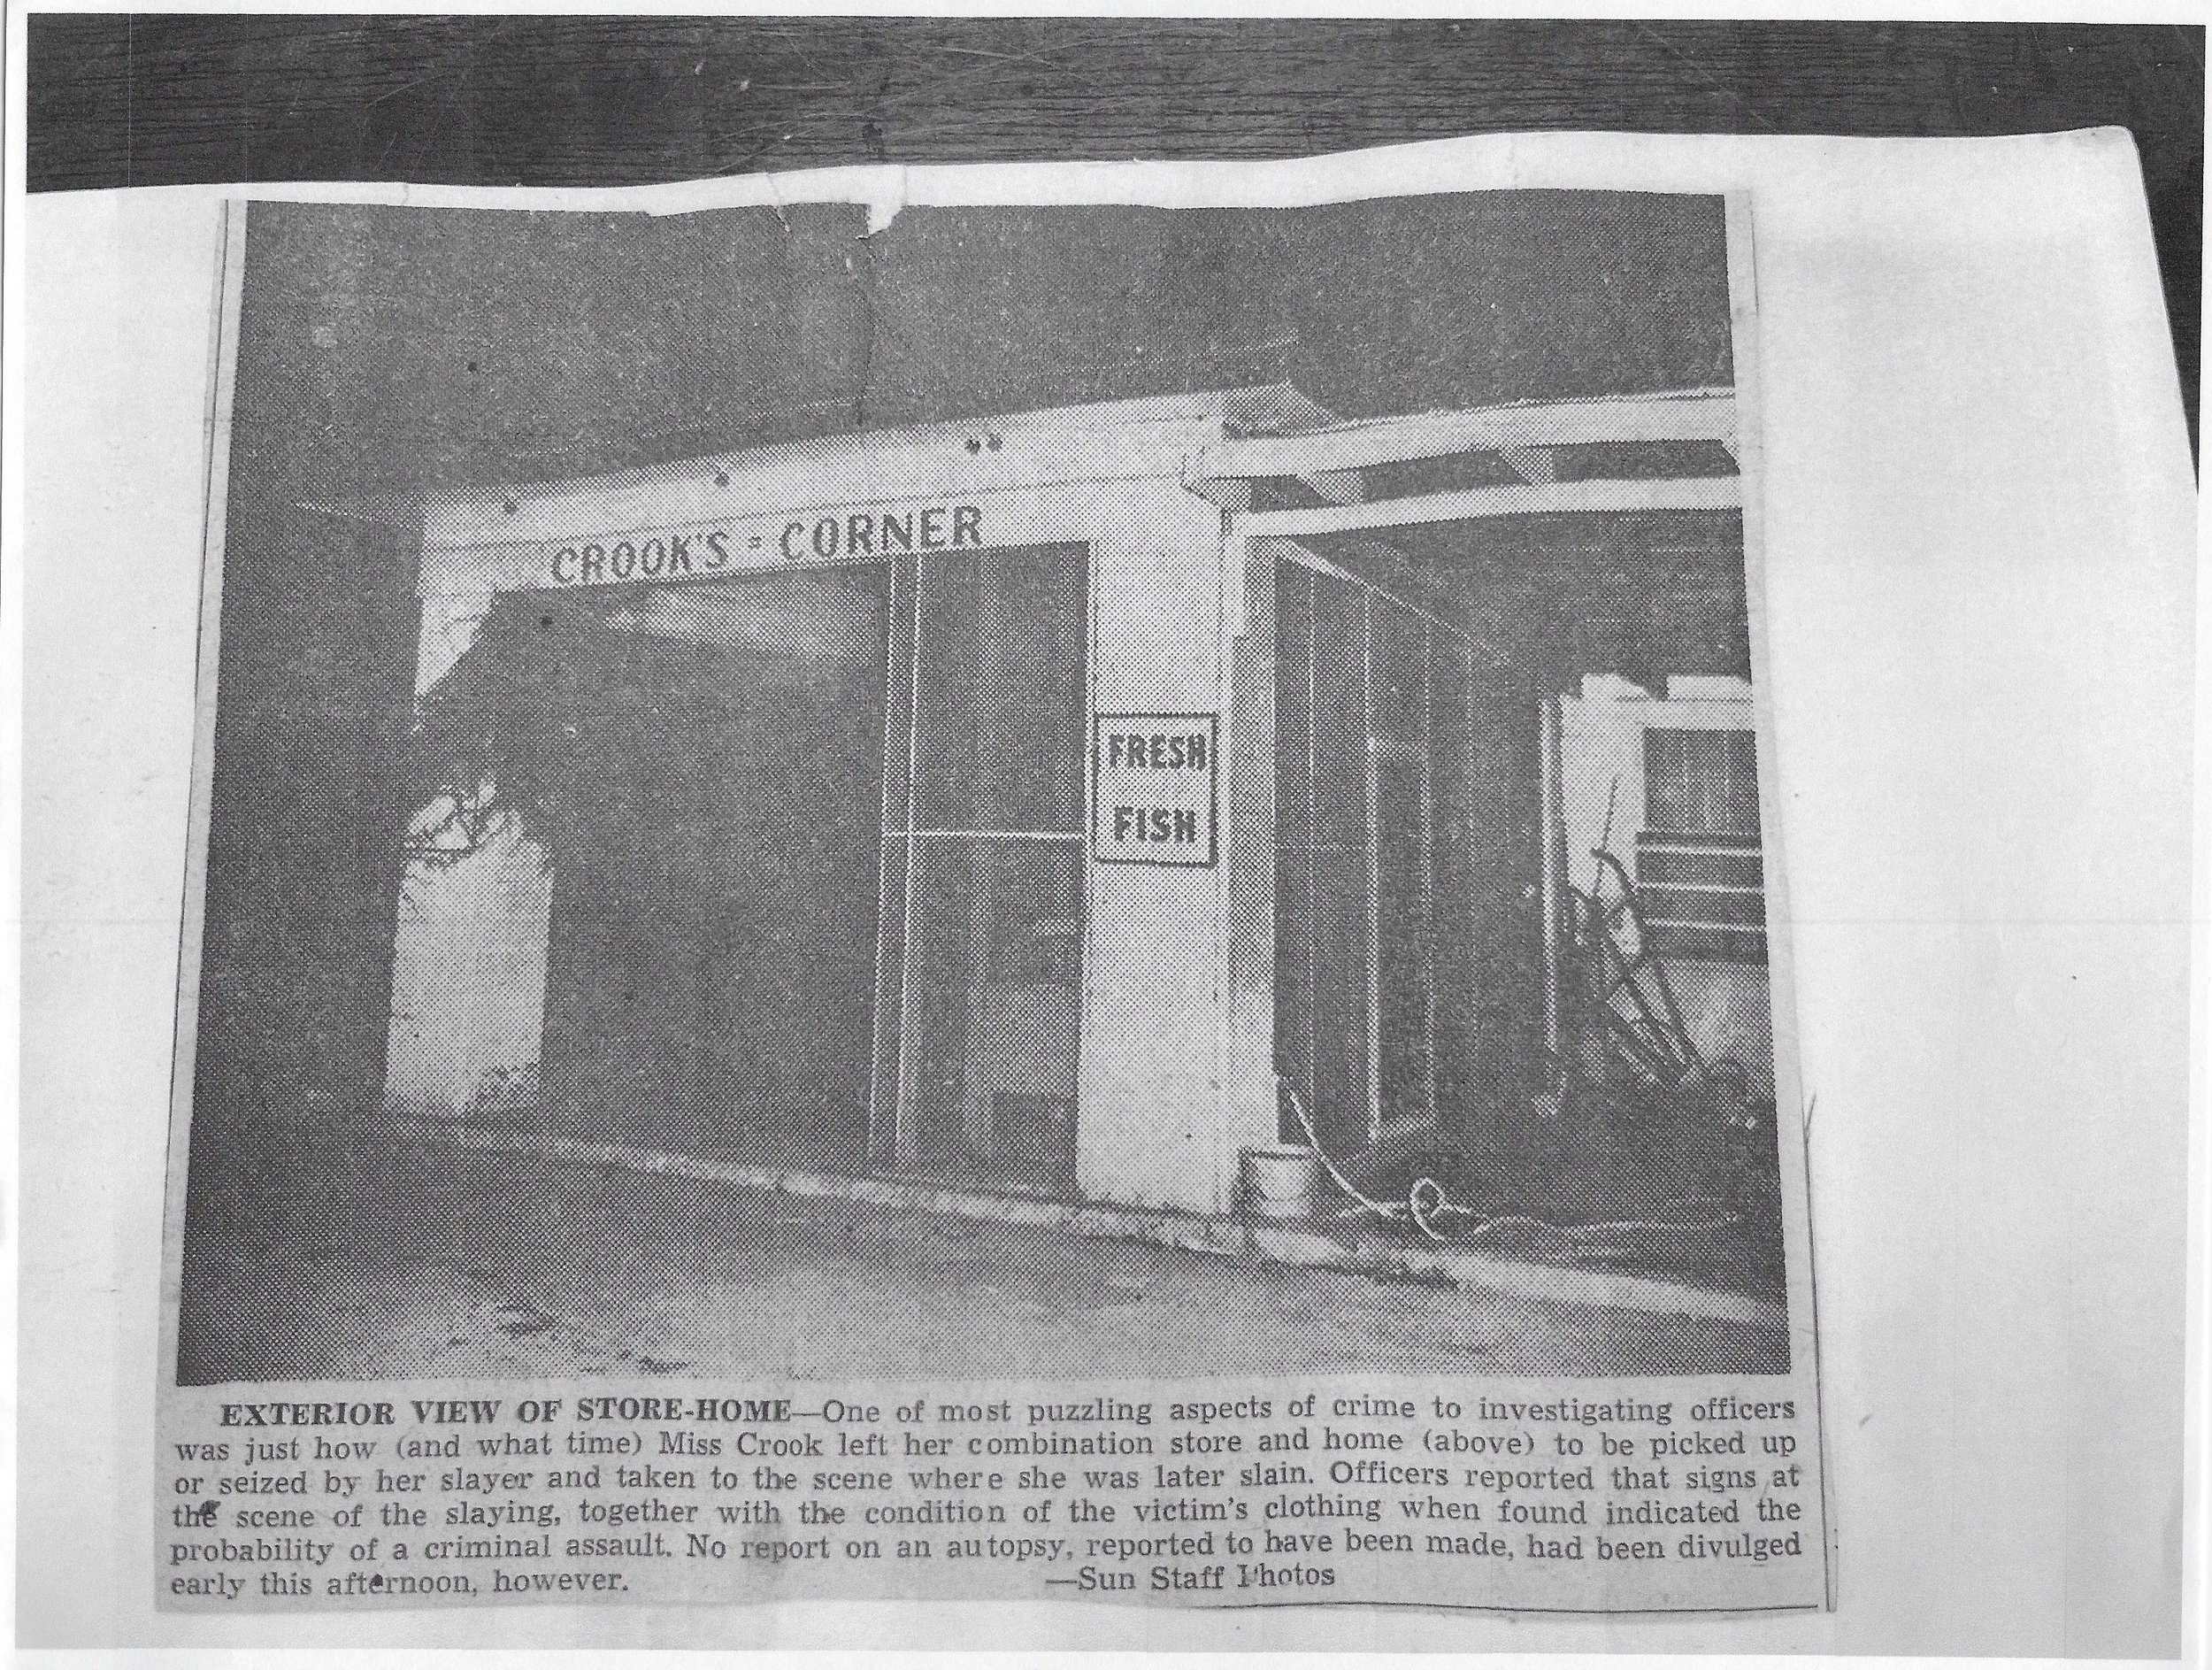 CROOK'S = CORNER
FRESH
FISH
EXTERIOR VIEW OF STORE-HOME—One of most puzzling aspects of crime to investigating officers
was just how (and what time) Miss Crook left her combination store and home (above) to be picked up
or seized by her slayer and taken to the scene where she was later slain. Officers reported that signs at
the scene of the slaying, together with the condition of the victim's clothing when found indicated the
probability of a criminal assault. No report on an autopsy, reported to have been made, had been divulged
early this afternoon, however. —Sun Staff Photos